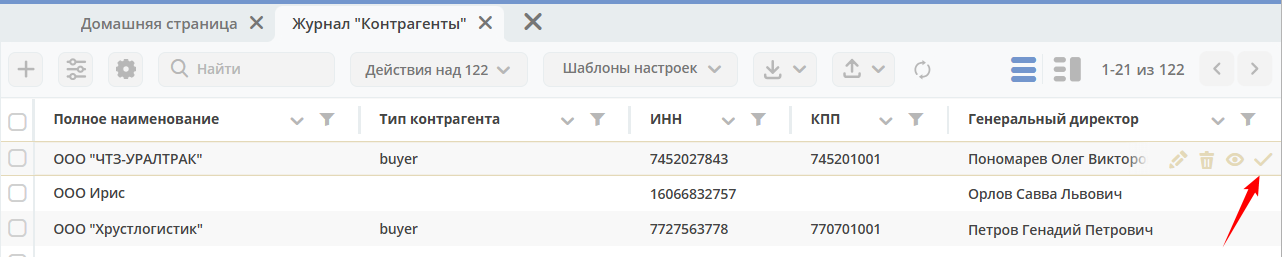 Домашняя страница Журнал "Контрагенты"
Найти Действия над 122 Шаблоны настроек 1-21 из 122
Полное наименование Тип контрагента ИНН КПП Генеральный директор
ООО "ЧТЗ-УРАЛТРАК" buyer 7452027843 745201001 Пономарев Олег Викторо
ООО Ирис 16066832757 Орлов Савва Львович
ООО "Хрустлогистик" buyer 7727563778 770701001 Петров Генадий Петрович